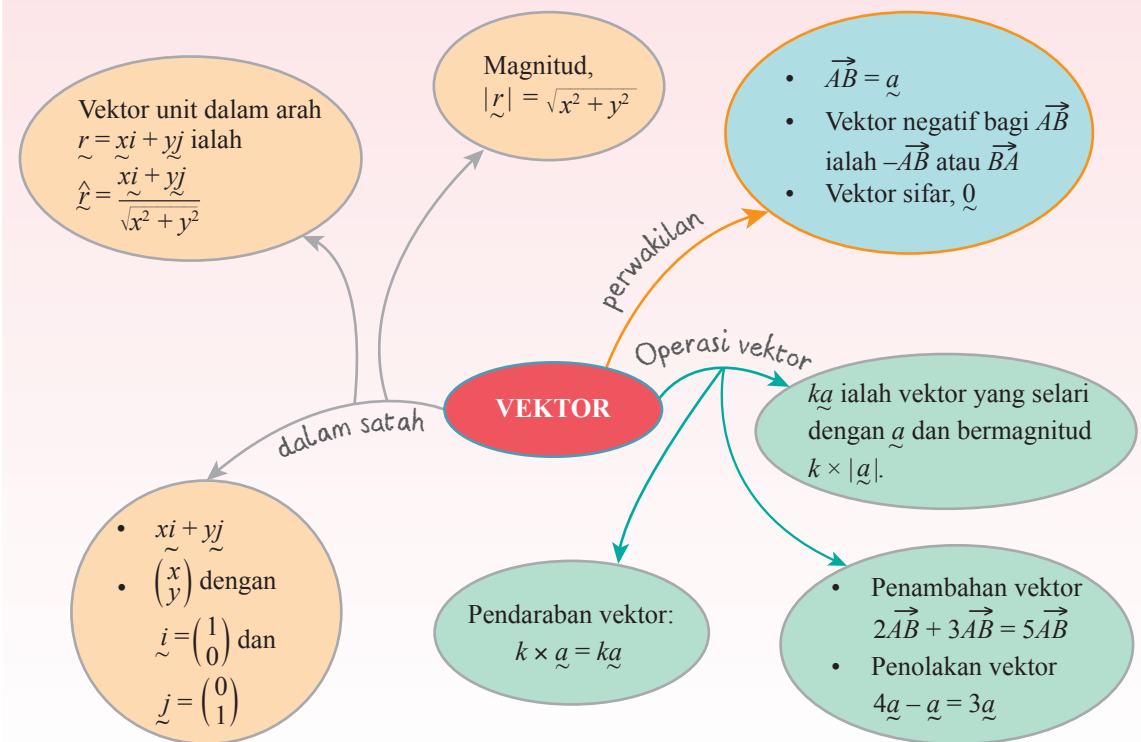 Vektor unit dalam arah
r̰ = xḭ + yj̰ ialah
r̰̂ = (xḭ + yj̰)/√(x² + y²)
Magnitud,
|r̰| = √(x² + y²)
• AB⃗ = a̰
• Vektor negatif bagi AB⃗
ialah –AB⃗ atau BA⃗
• Vektor sifar, 0̰
perwakilan
Operasi vektor
VEKTOR
dalam satah
ka̰ ialah vektor yang selari
dengan a̰ dan bermagnitud
k × |a̰|.
• xḭ + yj̰
• (x y) dengan
ḭ = (1 0) dan
j̰ = (0 1)
Pendaraban vektor:
k × a̰ = ka̰
• Penambahan vektor
2AB⃗ + 3AB⃗ = 5AB⃗
• Penolakan vektor
4a̰ – a̰ = 3a̰